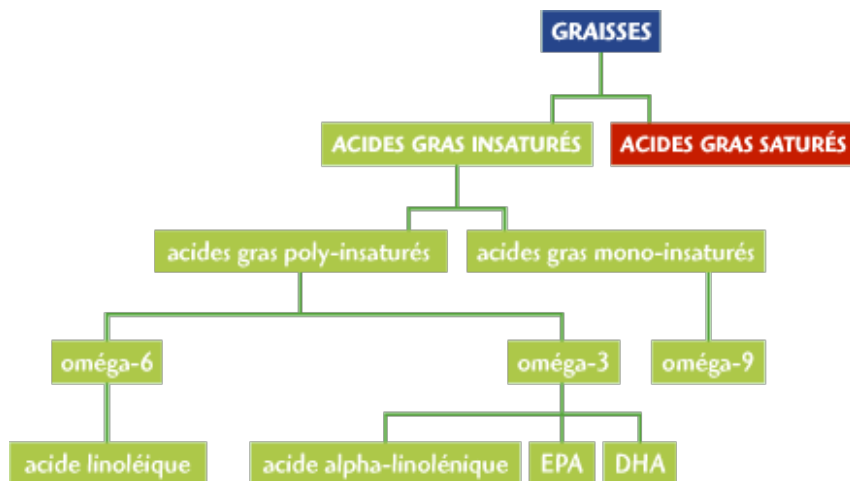 GRAISSES
ACIDES GRAS INSATURÉS
ACIDES GRAS SATURÉS
acides gras poly-insaturés
acides gras mono-insaturés
oméga-6
oméga-3
oméga-9
acide linoléique
acide alpha-linolénique
EPA
DHA